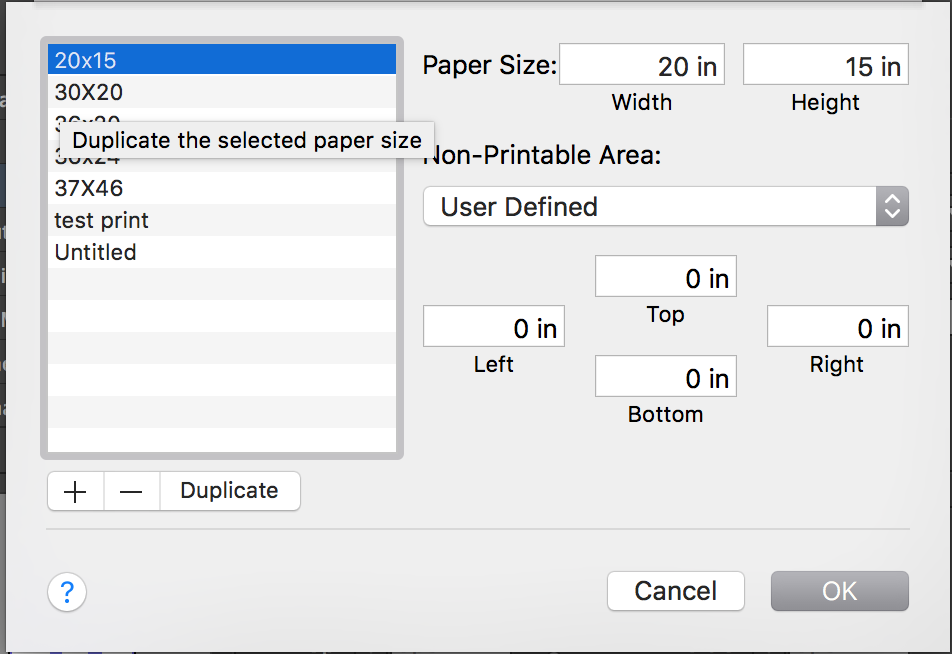 20x15
30X20
Duplicate the selected paper size
37X46
test print
Untitled
Paper Size:
20 in
15 in
Width
Height
Non-Printable Area:
User Defined
0 in
Top
0 in
0 in
Left
Right
0 in
Bottom
+
—
Duplicate
?
Cancel
OK